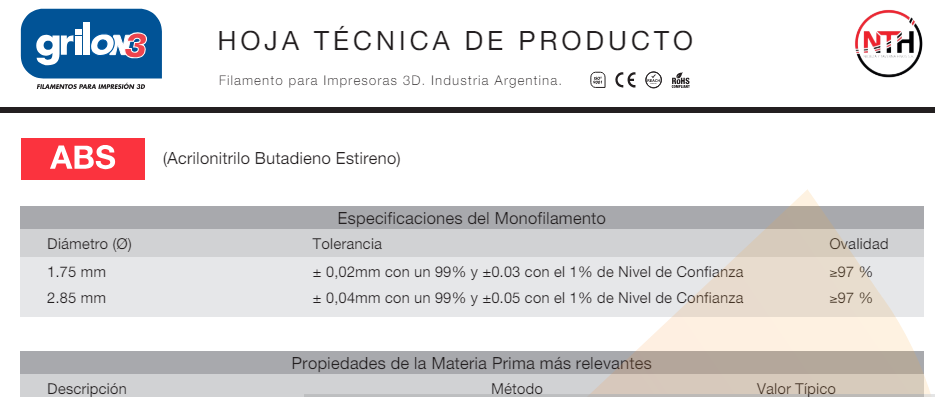 grilon3
FILAMENTOS PARA IMPRESIÓN 3D
HOJA TÉCNICA DE PRODUCTO
Filamento para Impresoras 3D. Industria Argentina.
CE
REACH
RoHS
COMPLIANT
NTH
ABS
(Acrilonitrilo Butadieno Estireno)
Especificaciones del Monofilamento
Diámetro (Ø) Tolerancia Ovalidad
1.75 mm ± 0,02mm con un 99% y ±0.03 con el 1% de Nivel de Confianza ≥97 %
2.85 mm ± 0,04mm con un 99% y ±0.05 con el 1% de Nivel de Confianza ≥97 %
Propiedades de la Materia Prima más relevantes
Descripción Método Valor Típico